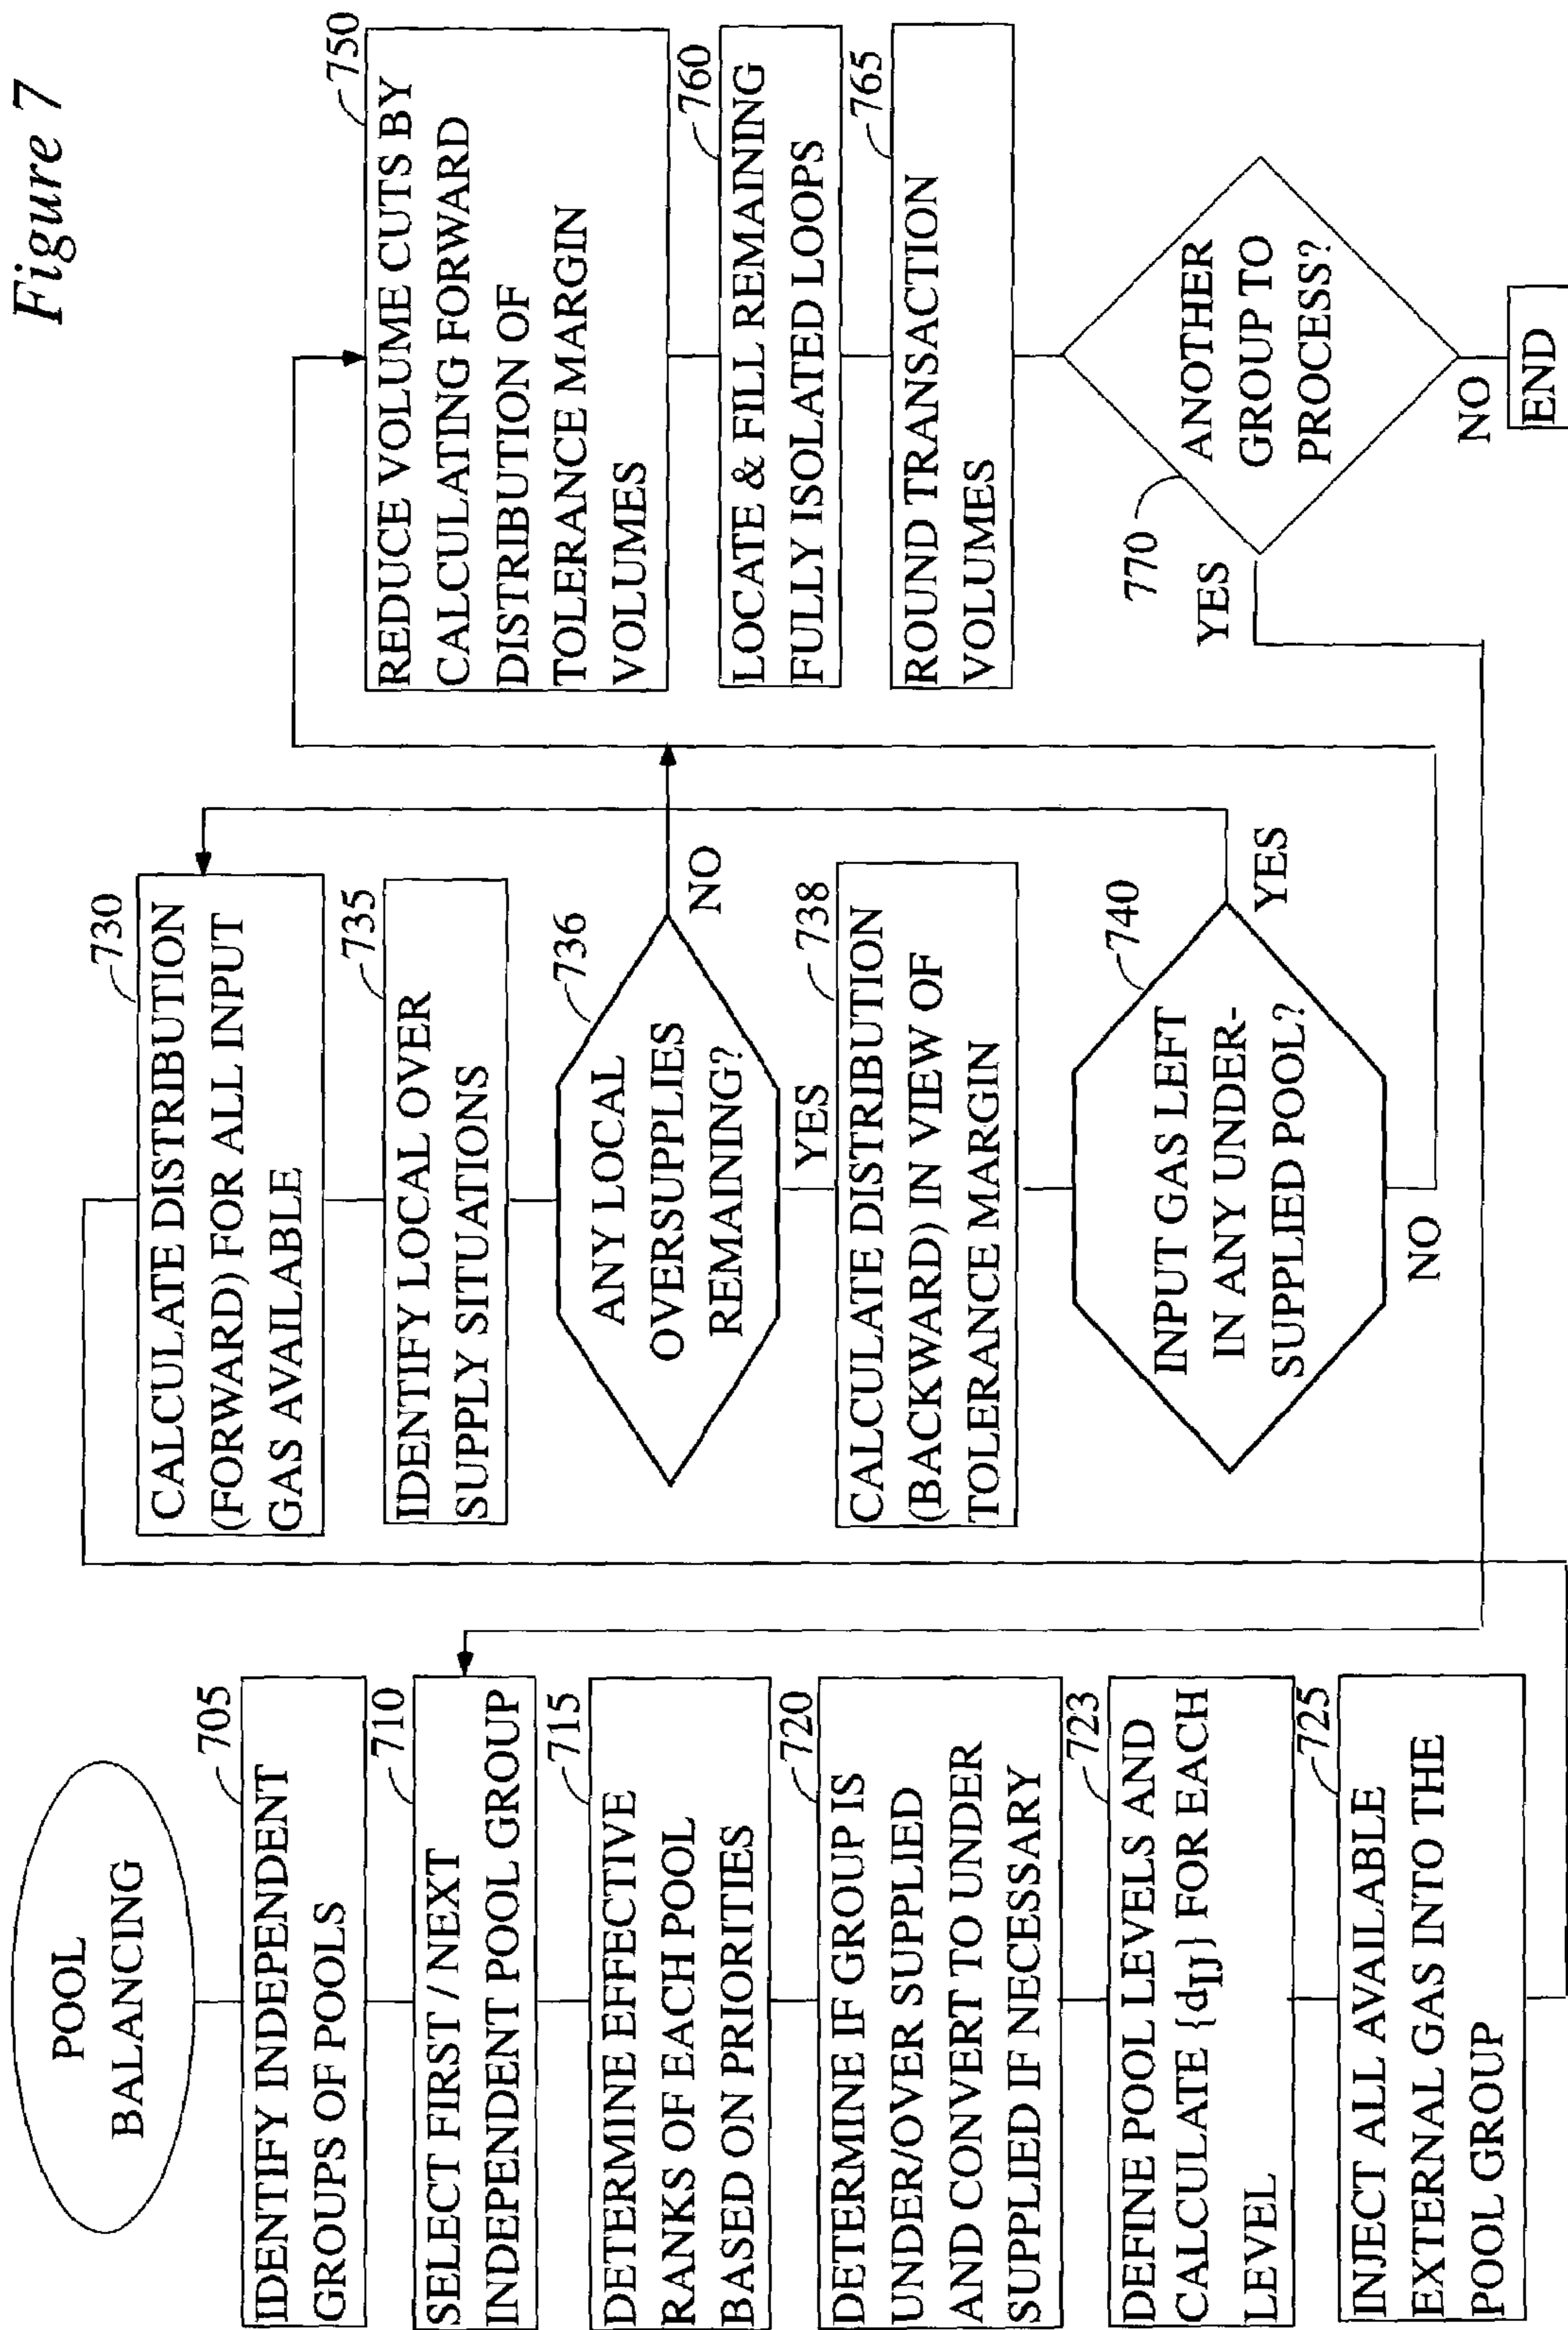 Figure 7
POOL
BALANCING
705
IDENTIFY INDEPENDENT
GROUPS OF POOLS
710
SELECT FIRST / NEXT
INDEPENDENT POOL GROUP
715
DETERMINE EFFECTIVE
RANKS OF EACH POOL
BASED ON PRIORITIES
720
DETERMINE IF GROUP IS
UNDER/OVER SUPPLIED
AND CONVERT TO UNDER
SUPPLIED IF NECESSARY
723
DEFINE POOL LEVELS AND
CALCULATE {dIJ} FOR EACH
LEVEL
725
INJECT ALL AVAILABLE
EXTERNAL GAS INTO THE
POOL GROUP
730
CALCULATE DISTRIBUTION
(FORWARD) FOR ALL INPUT
GAS AVAILABLE
735
IDENTIFY LOCAL OVER
SUPPLY SITUATIONS
736
ANY LOCAL
OVERSUPPLIES
REMAINING?
NO
YES
738
CALCULATE DISTRIBUTION
(BACKWARD) IN VIEW OF
TOLERANCE MARGIN
740
INPUT GAS LEFT
IN ANY UNDER-
SUPPLIED POOL?
YES
NO
750
REDUCE VOLUME CUTS BY
CALCULATING FORWARD
DISTRIBUTION OF
TOLERANCE MARGIN
VOLUMES
760
LOCATE & FILL REMAINING
FULLY ISOLATED LOOPS
765
ROUND TRANSACTION
VOLUMES
770
ANOTHER
GROUP TO
PROCESS?
YES
NO
END